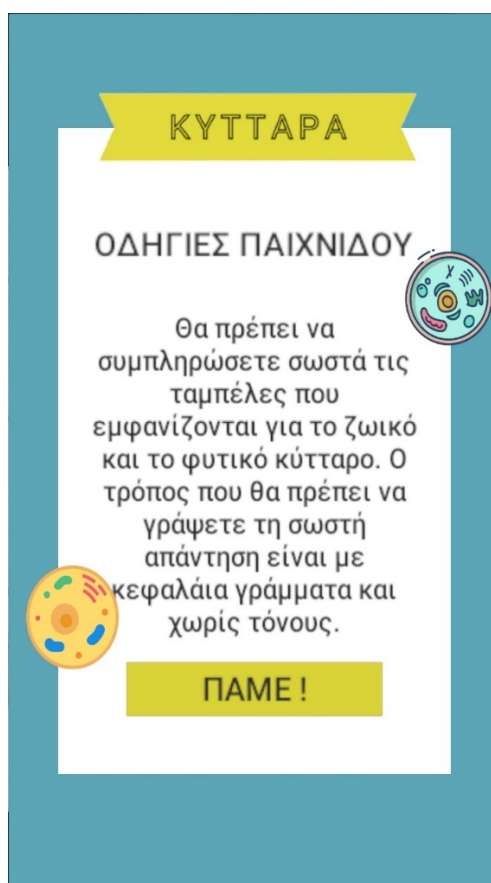 ΚΥΤΤΑΡΑ
ΟΔΗΓΙΕΣ ΠΑΙΧΝΙΔΟΥ
Θα πρέπει να
συμπληρώσετε σωστά τις
ταμπέλες που
εμφανίζονται για το ζωικό
και το φυτικό κύτταρο. Ο
τρόπος που θα πρέπει να
γράψετε τη σωστή
απάντηση είναι με
κεφαλάια γράμματα και
χωρίς τόνους.
ΠΑΜΕ !